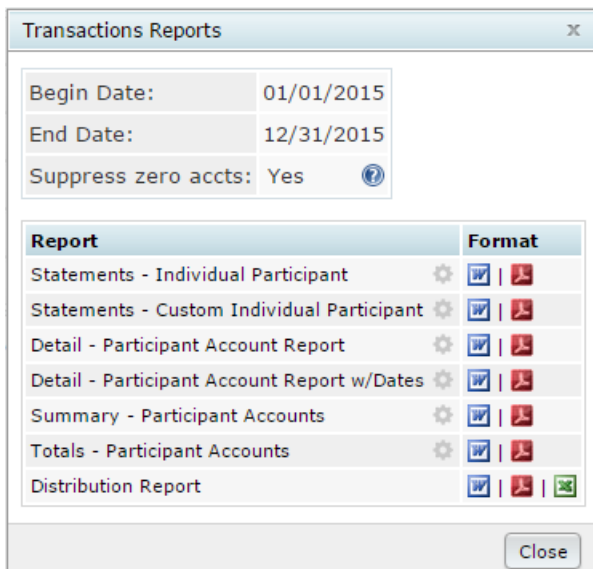 Transactions Reports x
Begin Date: 01/01/2015
End Date: 12/31/2015
Suppress zero accts: Yes ?
Report Format
Statements - Individual Participant W |
Statements - Custom Individual Participant W |
Detail - Participant Account Report W |
Detail - Participant Account Report w/Dates W |
Summary - Participant Accounts W |
Totals - Participant Accounts W |
Distribution Report W | | X
Close